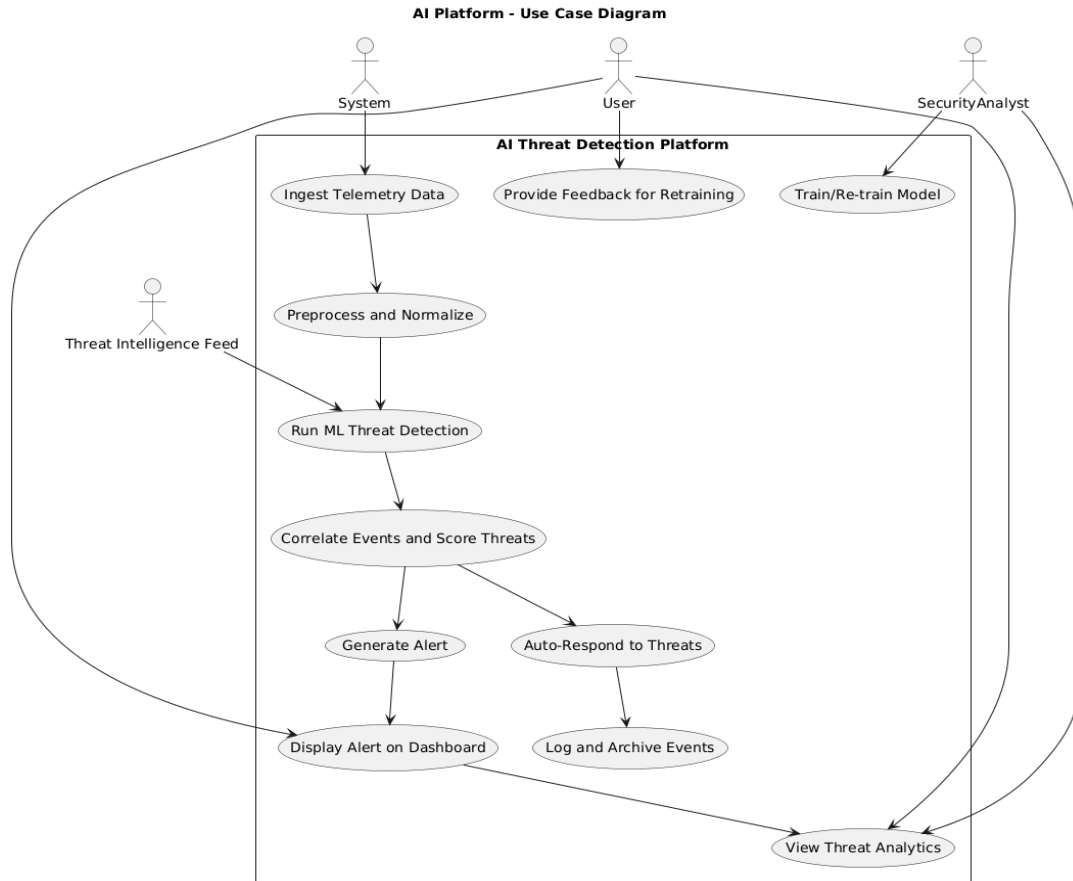 AI Platform - Use Case Diagram
System
User
SecurityAnalyst
AI Threat Detection Platform
Ingest Telemetry Data
Provide Feedback for Retraining
Train/Re-train Model
Preprocess and Normalize
Threat Intelligence Feed
Run ML Threat Detection
Correlate Events and Score Threats
Generate Alert
Auto-Respond to Threats
Display Alert on Dashboard
Log and Archive Events
View Threat Analytics